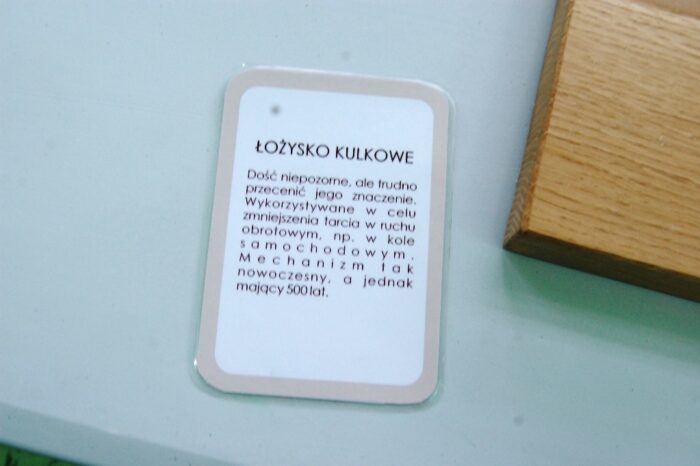 ŁOŻYSKO KULKOWE
Dość niepozorne, ale trudno
przecenić jego znaczenie.
Wykorzystywane w celu
zmniejszenia tarcia w ruchu
obrotowym, np. w kole
samochodowym.
Mechanizm tak
nowoczesny, a jednak
mający 500 lat.